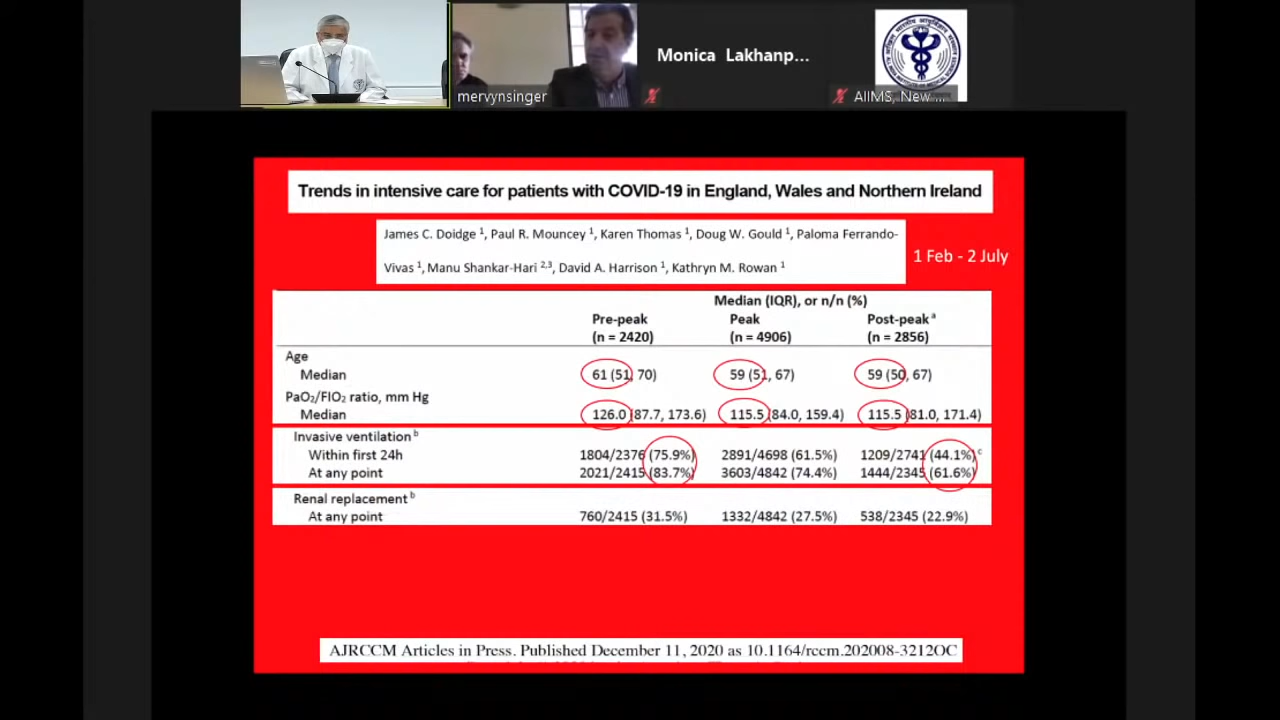 mervynsinger
Monica Lakhanp...
AIIMS, New ...
Trends in intensive care for patients with COVID-19 in England, Wales and Northern Ireland
James C. Doidge 1, Paul R. Mouncey 1, Karen Thomas 1, Doug W. Gould 1, Paloma Ferrando-
Vivas 1, Manu Shankar-Hari 2,3, David A. Harrison 1, Kathryn M. Rowan 1
1 Feb - 2 July
Median (IQR), or n/n (%)
Pre-peak Peak Post-peak a
(n = 2420) (n = 4906) (n = 2856)
Age
Median 61 (51, 70) 59 (51, 67) 59 (50, 67)
PaO2/FIO2 ratio, mm Hg
Median 126.0 (87.7, 173.6) 115.5 (84.0, 159.4) 115.5 (81.0, 171.4)
Invasive ventilation b
Within first 24h 1804/2376 (75.9%) 2891/4698 (61.5%) 1209/2741 (44.1%) c
At any point 2021/2415 (83.7%) 3603/4842 (74.4%) 1444/2345 (61.6%)
Renal replacement b
At any point 760/2415 (31.5%) 1332/4842 (27.5%) 538/2345 (22.9%)
AJRCCM Articles in Press. Published December 11, 2020 as 10.1164/rccm.202008-3212OC